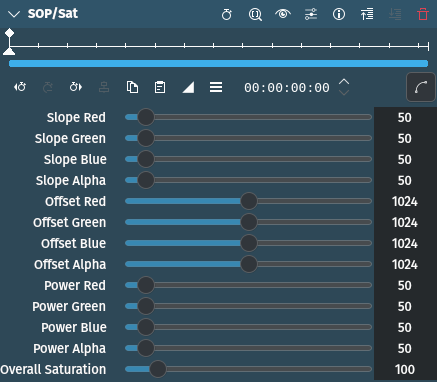 SOP/Sat
00:00:00:00
Slope Red 50
Slope Green 50
Slope Blue 50
Slope Alpha 50
Offset Red 1024
Offset Green 1024
Offset Blue 1024
Offset Alpha 1024
Power Red 50
Power Green 50
Power Blue 50
Power Alpha 50
Overall Saturation 100